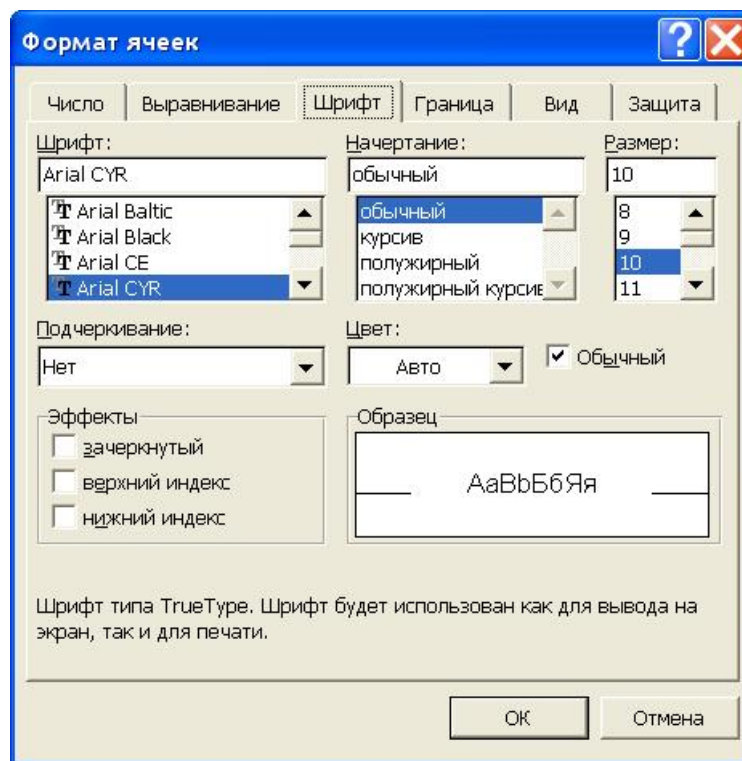 Формат ячеек
?
Число Выравнивание Шрифт Граница Вид Защита
Шрифт: Начертание: Размер:
Arial CYR обычный 10
Arial Baltic обычный 8
Arial Black курсив 9
Arial CE полужирный 10
Arial CYR полужирный курсив 11
Подчеркивание: Цвет:
Нет Авто Обычный
Эффекты Образец
зачеркнутый
верхний индекс АаВbБбЯя
нижний индекс
Шрифт типа TrueType. Шрифт будет использован как для вывода на
экран, так и для печати.
ОК Отмена